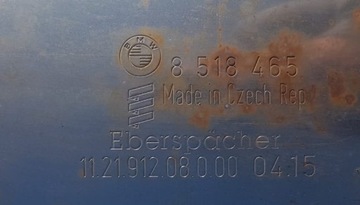 BMW
8 518 465
Made in Czech Rep
Eberspächer
11.21.912.08.0.00 04.15